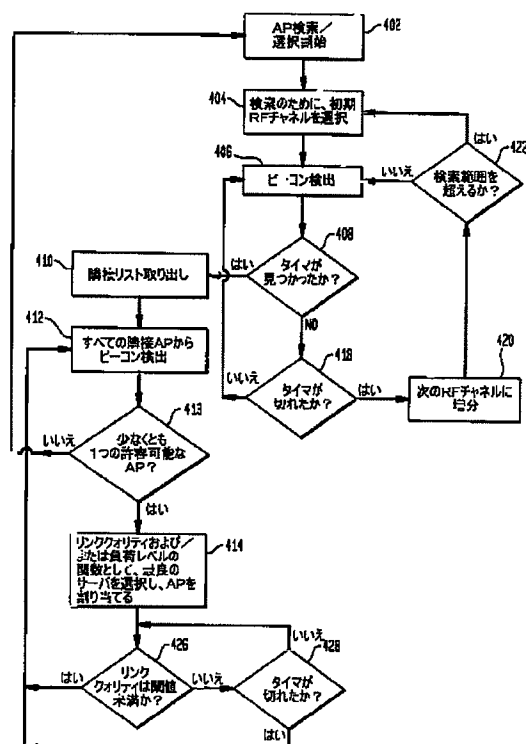 AP検索／
選択開始
402
404
検索のために、初期
RFチャネルを選択
406
ビーコン検出
はい
422
いいえ
検索範囲を
超えるか？
408
タイマが
見つかったか？
はい
410
隣接リスト取り出し
NO
412
すべての隣接APから
ビーコン検出
418
いいえ
タイマが
切れたか？
はい
420
次のRFチャネルに
増分
413
いいえ
少なくとも
1つの許容可能な
AP？
はい
リンククォリティおよび／
または負荷レベルの
関数として、最良の
サーバを選択し、APを
割り当てる
414
いいえ
426
428
はい
リンク
クォリティは閾値
未満か？
いいえ
タイマが
切れたか？
はい